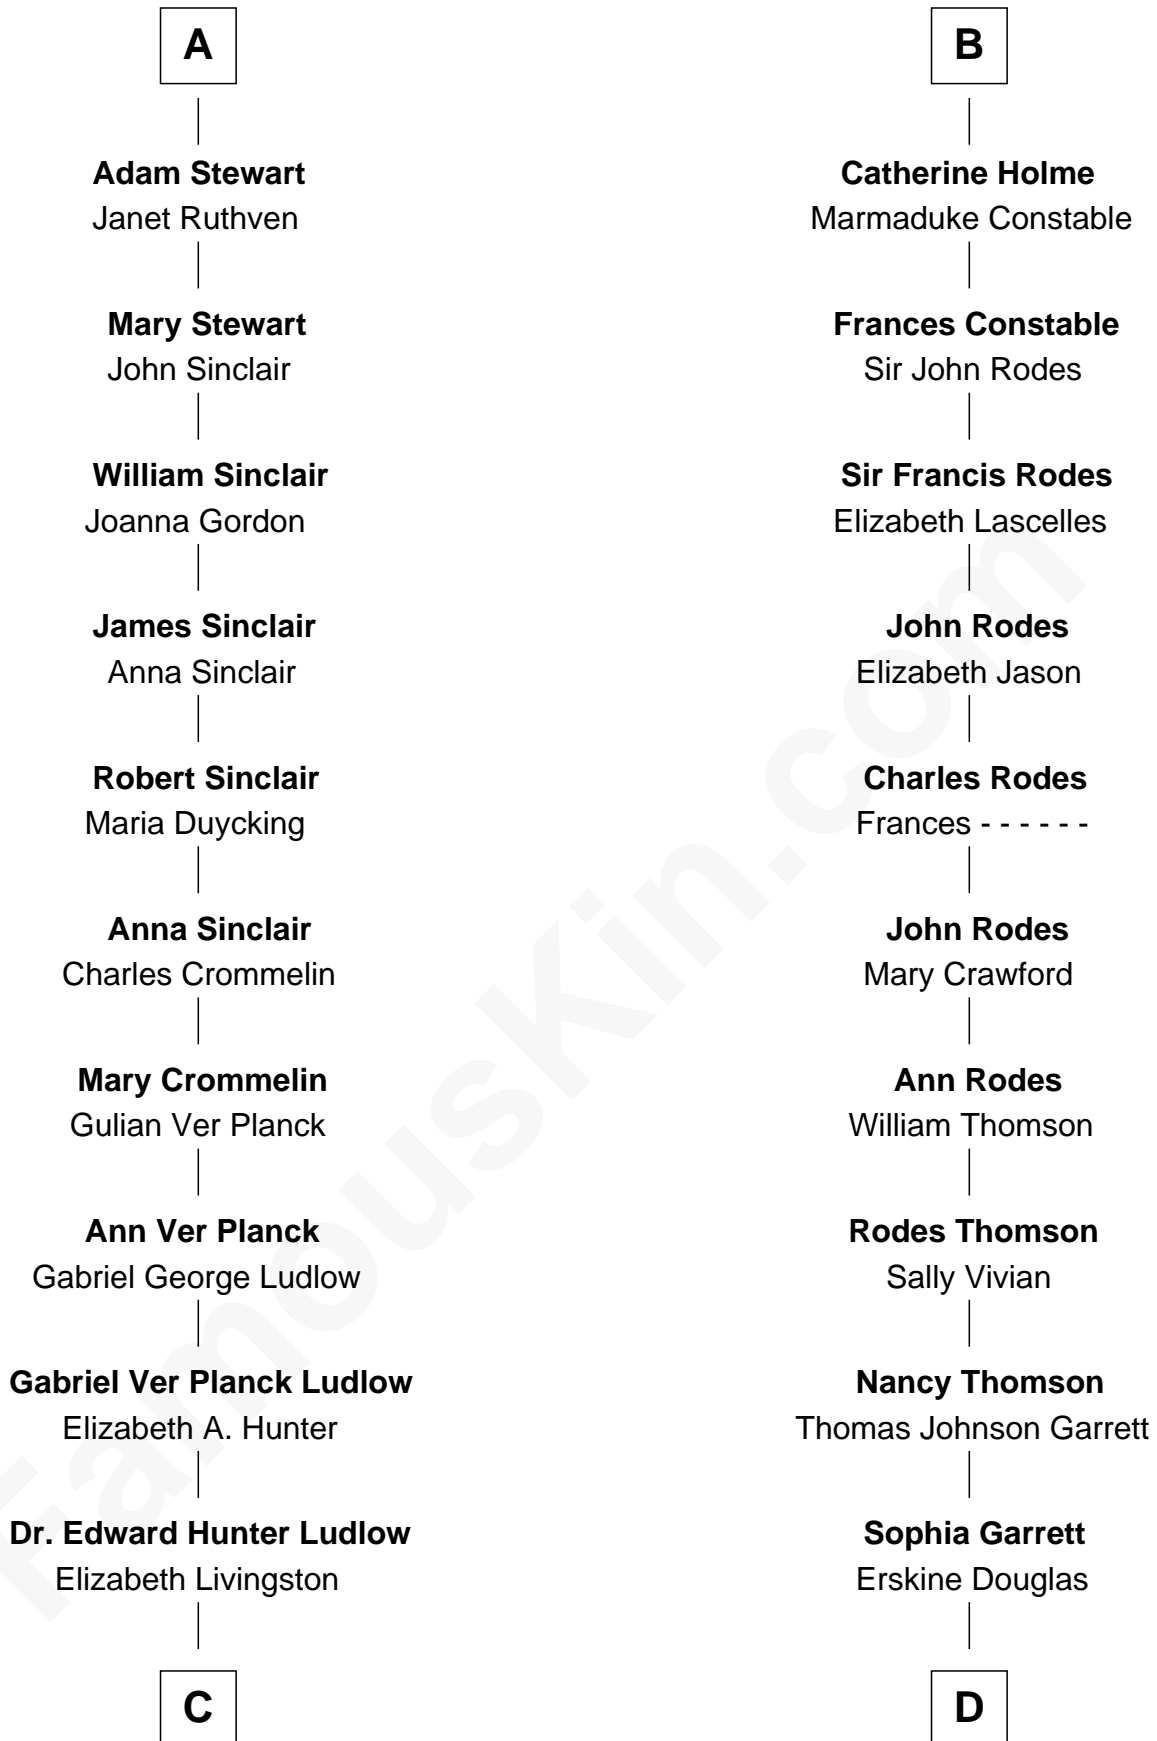 A
Adam Stewart
Janet Ruthven
Mary Stewart
John Sinclair
William Sinclair
Joanna Gordon
James Sinclair
Anna Sinclair
Robert Sinclair
Maria Duycking
Anna Sinclair
Charles Crommelin
Mary Crommelin
Gulian Ver Planck
Ann Ver Planck
Gabriel George Ludlow
Gabriel Ver Planck Ludlow
Elizabeth A. Hunter
Dr. Edward Hunter Ludlow
Elizabeth Livingston
C
B
Catherine Holme
Marmaduke Constable
Frances Constable
Sir John Rodes
Sir Francis Rodes
Elizabeth Lascelles
John Rodes
Elizabeth Jason
Charles Rodes
Frances - - - - - -
John Rodes
Mary Crawford
Ann Rodes
William Thomson
Rodes Thomson
Sally Vivian
Nancy Thomson
Thomas Johnson Garrett
Sophia Garrett
Erskine Douglas
D
FamousKin.com